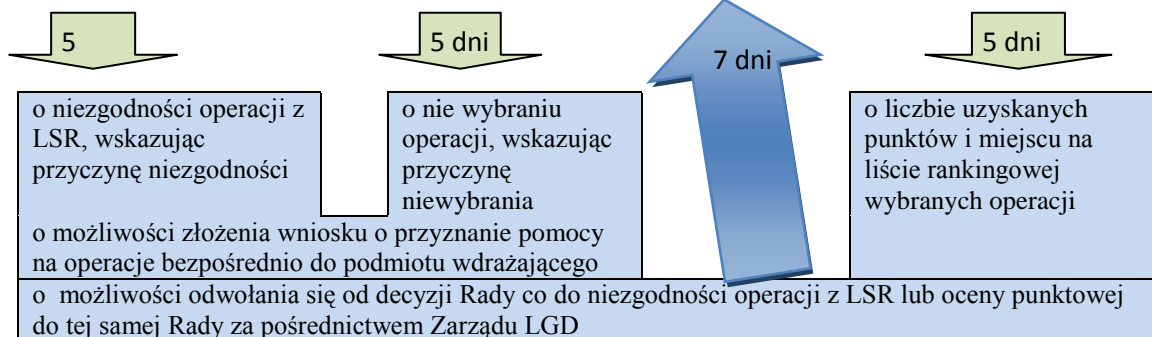 5
5 dni
7 dni
5 dni
o niezgodności operacji z
LSR, wskazując
przyczynę niezgodności
o nie wybraniu
operacji, wskazując
przyczynę
niewybrania
o liczbie uzyskanych
punktów i miejscu na
liście rankingowej
wybranych operacji
o możliwości złożenia wniosku o przyznanie pomocy
na operacje bezpośrednio do podmiotu wdrażającego
o możliwości odwołania się od decyzji Rady co do niezgodności operacji z LSR lub oceny punktowej
do tej samej Rady za pośrednictwem Zarządu LGD